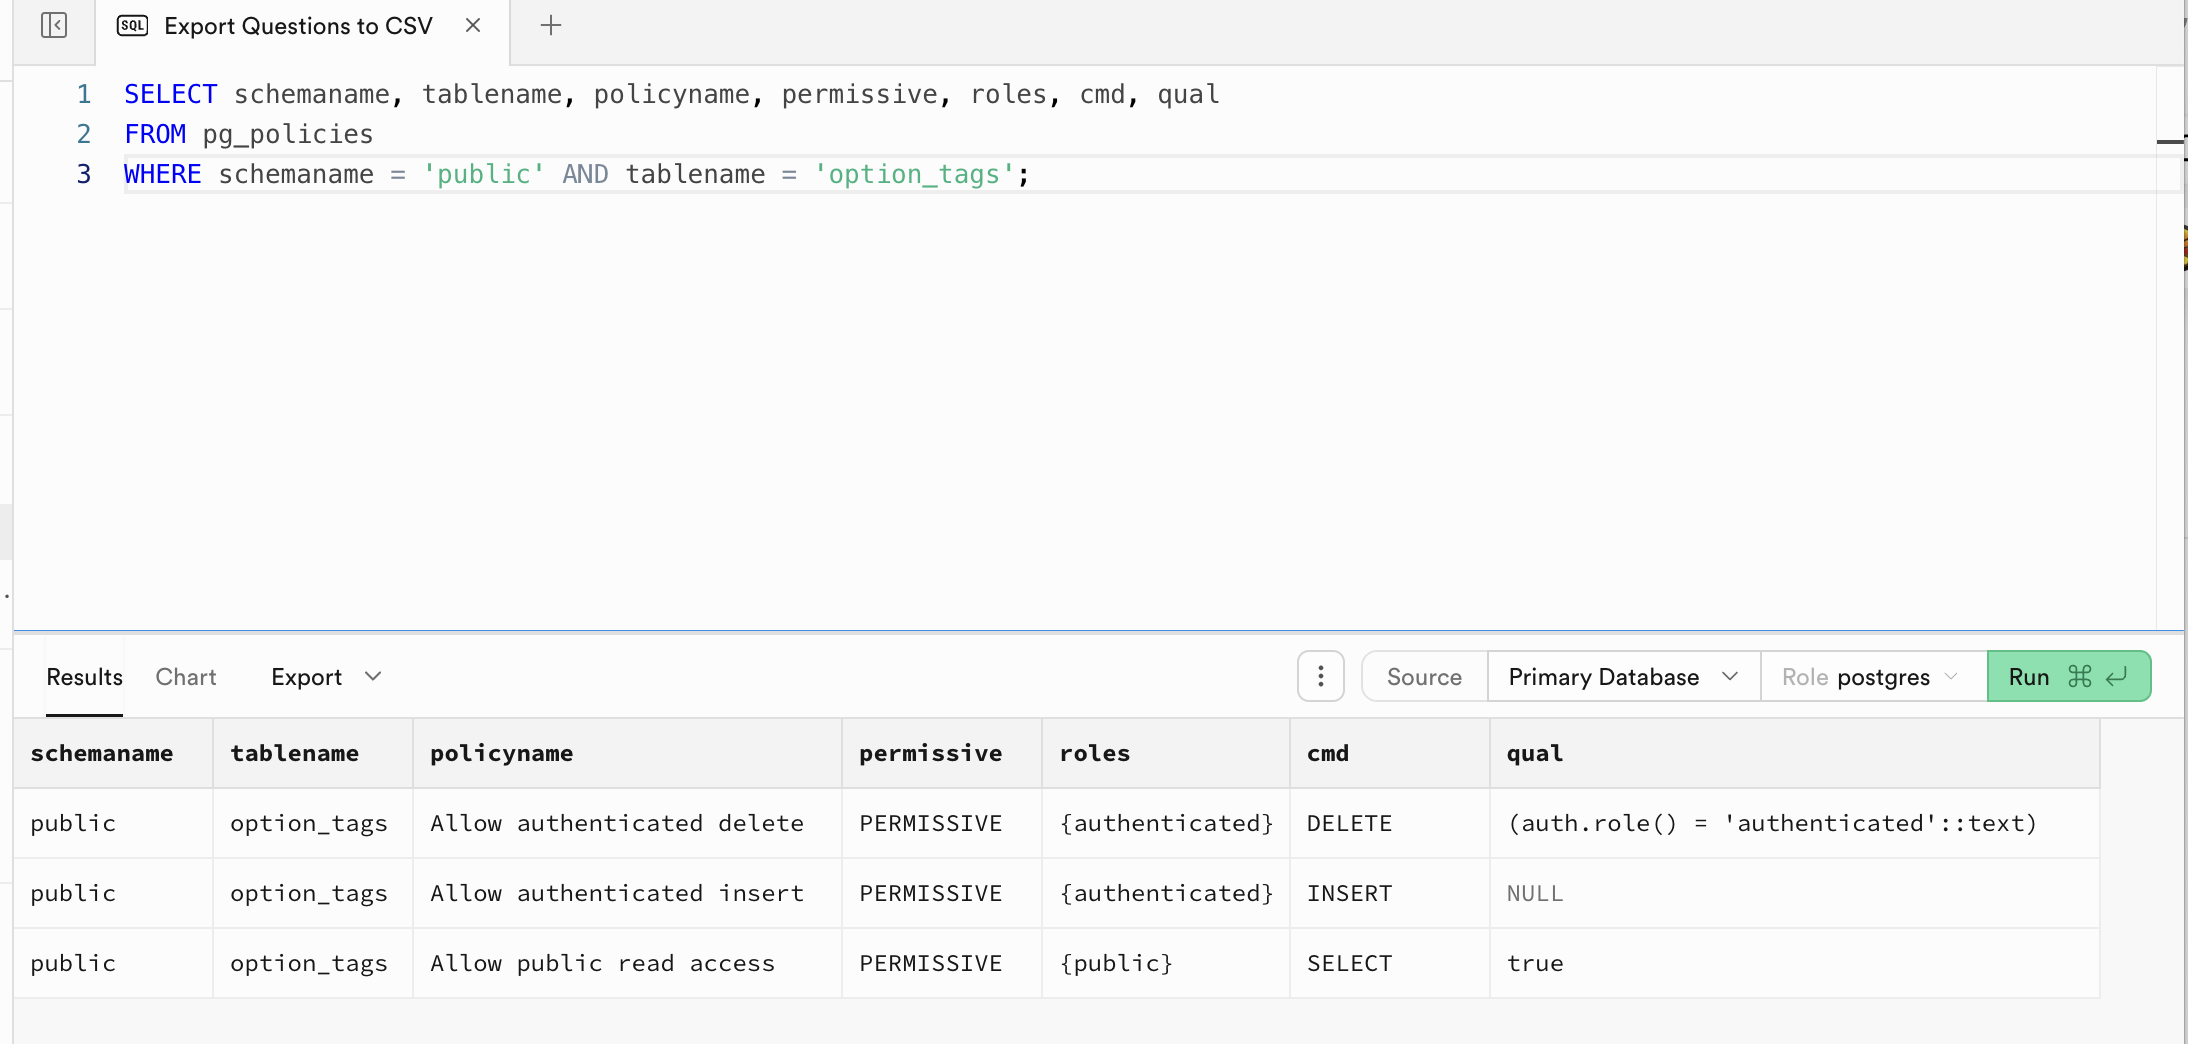 SQL Export Questions to CSV
1 SELECT schemaname, tablename, policyname, permissive, roles, cmd, qual
2 FROM pg_policies
3 WHERE schemaname = 'public' AND tablename = 'option_tags';
Results Chart Export Source Primary Database Role postgres Run ⌘ ↵
schemaname tablename policyname permissive roles cmd qual
public option_tags Allow authenticated delete PERMISSIVE {authenticated} DELETE (auth.role() = 'authenticated'::text)
public option_tags Allow authenticated insert PERMISSIVE {authenticated} INSERT NULL
public option_tags Allow public read access PERMISSIVE {public} SELECT true